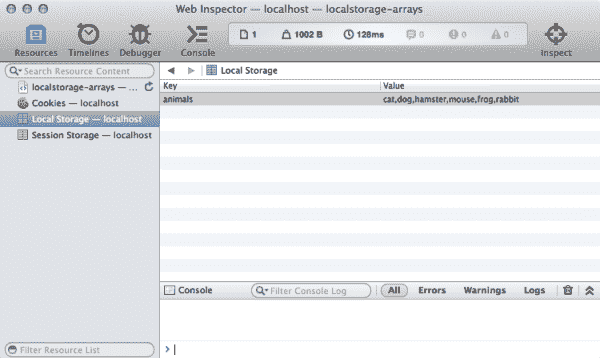 Web Inspector — localhost — localstorage-arrays
1 1002 B 128ms 0 0 0
Resources Timelines Debugger Console Inspect
Search Resource Content
Local Storage
localstorage-arrays — ...
Key Value
Cookies — localhost
animals cat,dog,hamster,mouse,frog,rabbit
Local Storage — localhost
Session Storage — localhost
Console Filter Console Log All Errors Warnings Logs
Filter Resource List